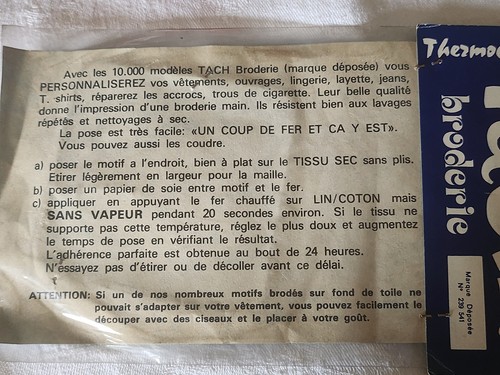 Avec les 10.000 modèles TACH Broderie (marque déposée) vous
PERSONNALISEREZ vos vêtements, ouvrages, lingerie, layette, jeans,
T. shirts, réparerez les accrocs, trous de cigarette. Leur belle qualité
donne l'impression d'une broderie main. Ils résistent bien aux lavages
répétés et nettoyages à sec.
La pose est très facile: «UN COUP DE FER ET CA Y EST».
Vous pouvez aussi les coudre.
a) poser le motif a l'endroit, bien à plat sur le TISSU SEC sans plis.
Etirer légèrement en largeur pour la maille.
b) poser un papier de soie entre motif et le fer.
c) appliquer en appuyant le fer chauffé sur LIN/COTON mais
SANS VAPEUR pendant 20 secondes environ. Si le tissu ne
supporte pas cette température, réglez le plus doux et augmentez
le temps de pose en vérifiant le résultat.
L'adhérence parfaite est obtenue au bout de 24 heures.
N'essayez pas d'étirer ou de décoller avant ce délai.
ATTENTION: Si un de nos nombreux motifs brodés sur fond de toile ne
pouvait s'adapter sur votre vêtement, vous pouvez facilement le
découper avec des ciseaux et le placer à votre goût.
broderie
Marque déposée
N° 239 541